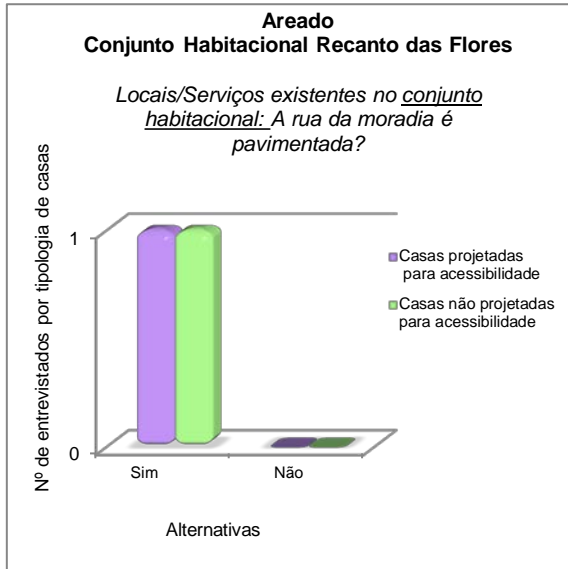 Areado
Conjunto Habitacional Recanto das Flores
Locais/Serviços existentes no conjunto
habitacional: A rua da moradia é
pavimentada?
Nº de entrevistados por tipologia de casas
1
0
Sim
Não
Alternativas
Casas projetadas
para acessibilidade
Casas não projetadas
para acessibilidade